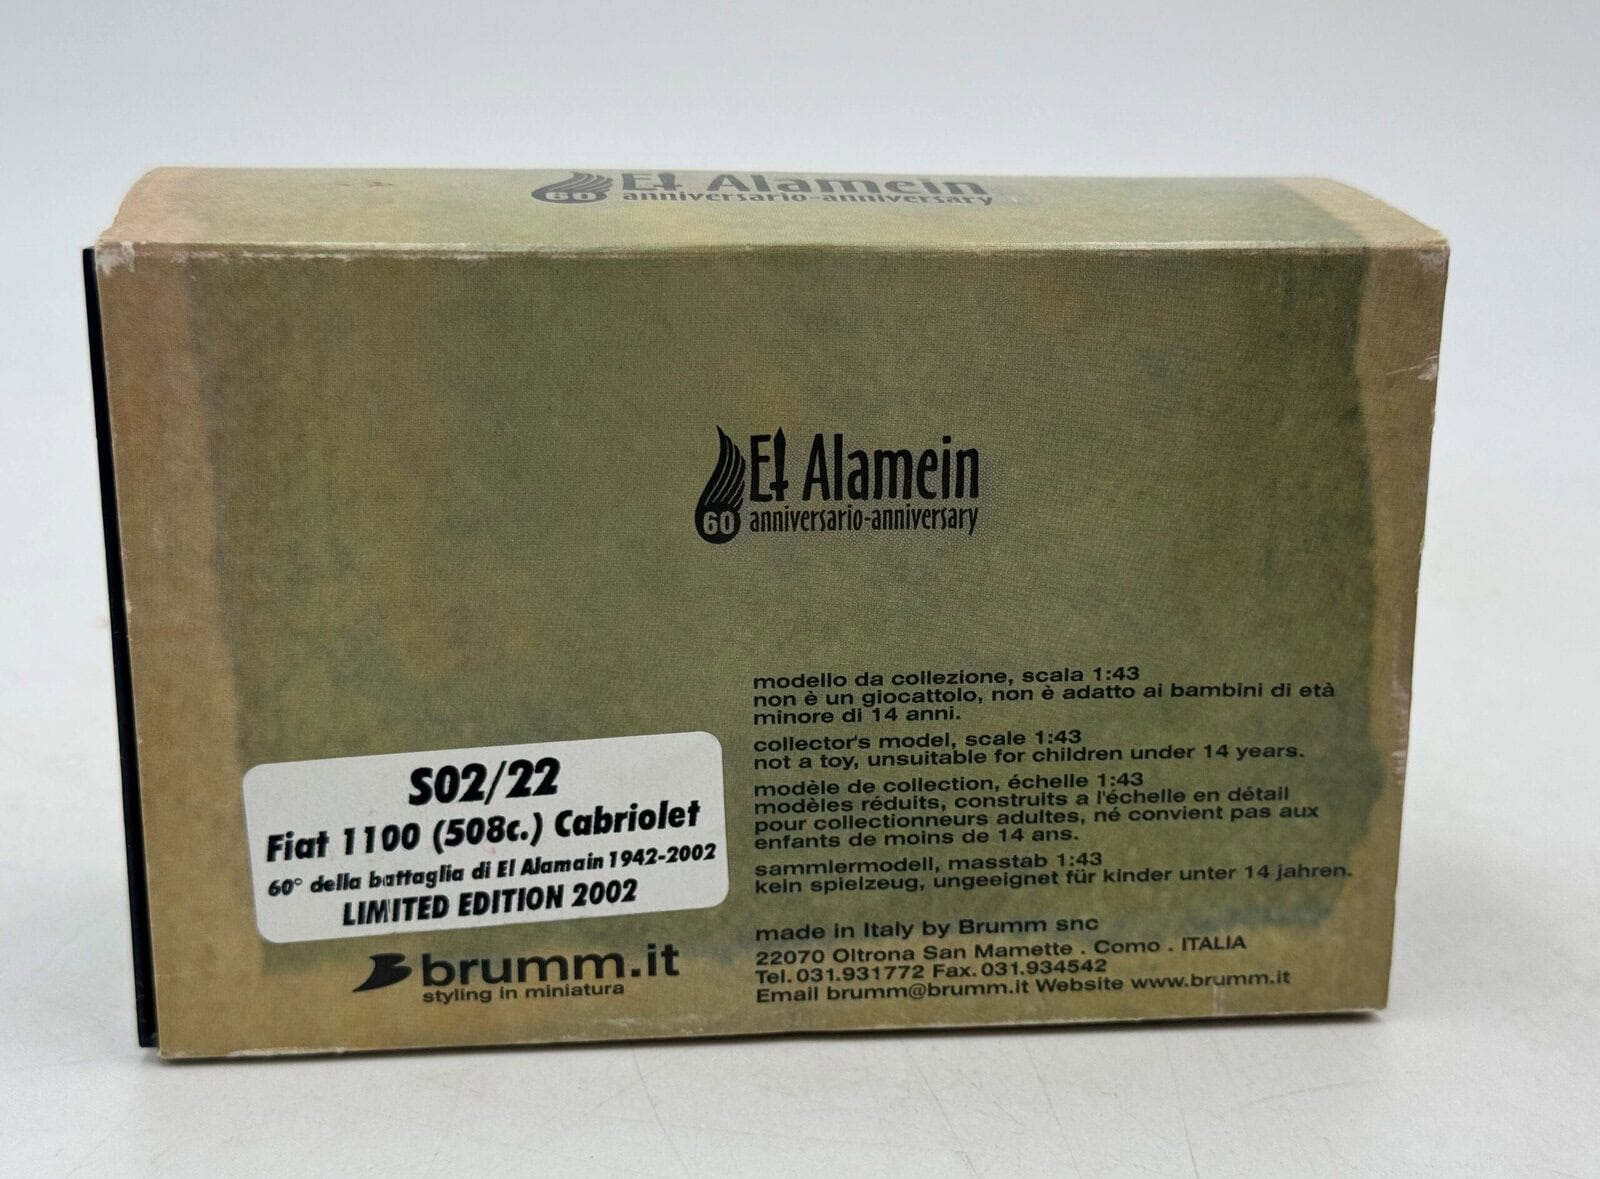 60 El Alamein
anniversario-anniversary
El Alamein
60 anniversario-anniversary
modello da collezione, scala 1:43
non è un giocattolo, non è adatto ai bambini di età
minore di 14 anni.
collector's model, scale 1:43
not a toy, unsuitable for children under 14 years.
modèle de collection, échelle 1:43
modèles réduits, construits a l'échelle en détail
pour collectionneurs adultes, né convient pas aux
enfants de moins de 14 ans.
sammlermodell, masstab 1:43
kein spielzeug, ungeeignet für kinder unter 14 jahren.
made in Italy by Brumm snc
22070 Oltrona San Mamette . Como . ITALIA
Tel. 031.931772 Fax. 031.934542
Email brumm@brumm.it Website www.brumm.it
S02/22
Fiat 1100 (508c.) Cabriolet
60° della battaglia di El Alamain 1942-2002
LIMITED EDITION 2002
brumm.it
styling in miniatura